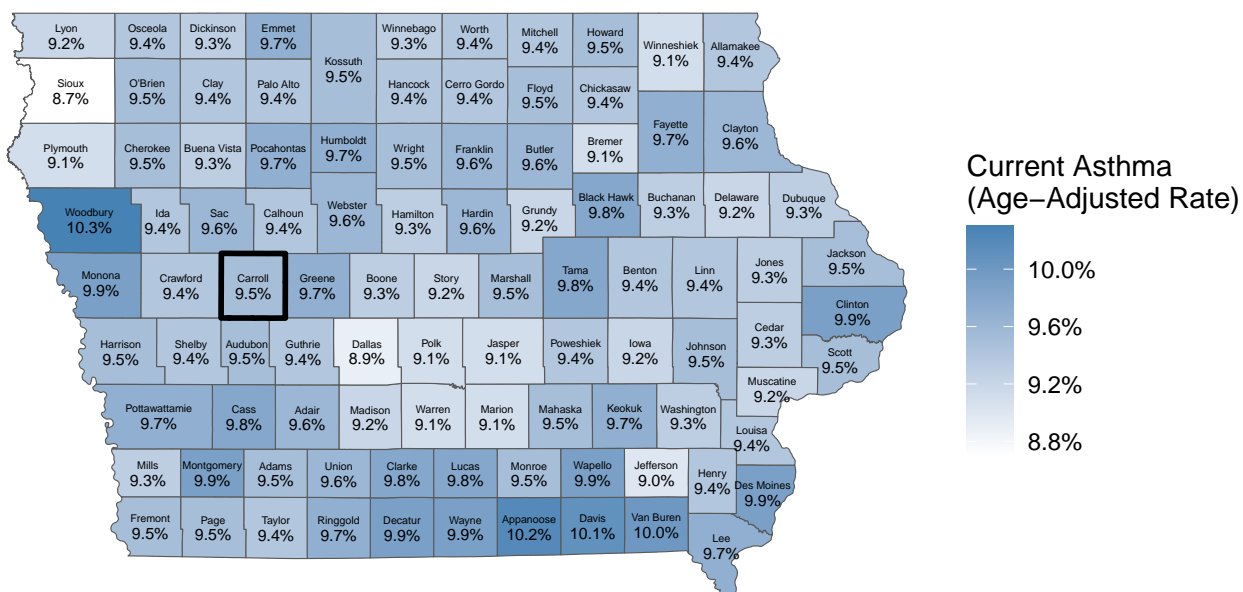 Lyon
9.2%
Osceola
9.4%
Dickinson
9.3%
Emmet
9.7%
Kossuth
9.5%
Winnebago
9.3%
Worth
9.4%
Mitchell
9.4%
Howard
9.5%
Winneshiek
9.1%
Allamakee
9.4%
Sioux
8.7%
O'Brien
9.5%
Clay
9.4%
Palo Alto
9.4%
Hancock
9.4%
Cerro Gordo
9.4%
Floyd
9.5%
Chickasaw
9.4%
Plymouth
9.1%
Cherokee
9.5%
Buena Vista
9.3%
Pocahontas
9.7%
Humboldt
9.7%
Wright
9.5%
Franklin
9.6%
Butler
9.6%
Bremer
9.1%
Fayette
9.7%
Clayton
9.6%
Woodbury
10.3%
Ida
9.4%
Sac
9.6%
Calhoun
9.4%
Webster
9.6%
Hamilton
9.3%
Hardin
9.6%
Grundy
9.2%
Black Hawk
9.8%
Buchanan
9.3%
Delaware
9.2%
Dubuque
9.3%
Monona
9.9%
Crawford
9.4%
Carroll
9.5%
Greene
9.7%
Boone
9.3%
Story
9.2%
Marshall
9.5%
Tama
9.8%
Benton
9.4%
Linn
9.4%
Jones
9.3%
Jackson
9.5%
Clinton
9.9%
Harrison
9.5%
Shelby
9.4%
Audubon
9.5%
Guthrie
9.4%
Dallas
8.9%
Polk
9.1%
Jasper
9.1%
Poweshiek
9.4%
Iowa
9.2%
Johnson
9.5%
Cedar
9.3%
Scott
9.5%
Muscatine
9.2%
Pottawattamie
9.7%
Cass
9.8%
Adair
9.6%
Madison
9.2%
Warren
9.1%
Marion
9.1%
Mahaska
9.5%
Keokuk
9.7%
Washington
9.3%
Louisa
9.4%
Mills
9.3%
Montgomery
9.9%
Adams
9.5%
Union
9.6%
Clarke
9.8%
Lucas
9.8%
Monroe
9.5%
Wapello
9.9%
Jefferson
9.0%
Henry
9.4%
Des Moines
9.9%
Fremont
9.5%
Page
9.5%
Taylor
9.4%
Ringgold
9.7%
Decatur
9.9%
Wayne
9.9%
Appanoose
10.2%
Davis
10.1%
Van Buren
10.0%
Lee
9.7%
Current Asthma
(Age−Adjusted Rate)
10.0%
9.6%
9.2%
8.8%